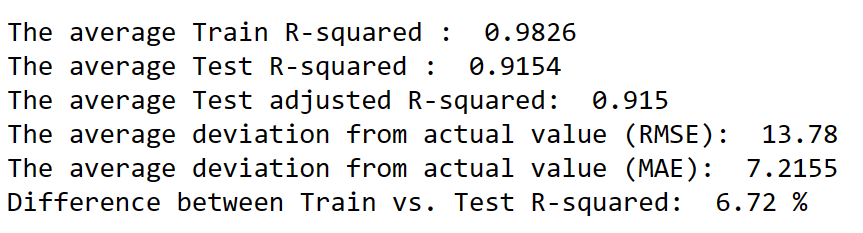 The average Train R-squared :  0.9826
The average Test R-squared :  0.9154
The average Test adjusted R-squared:  0.915
The average deviation from actual value (RMSE):  13.78
The average deviation from actual value (MAE):  7.2155
Difference between Train vs. Test R-squared:  6.72 %